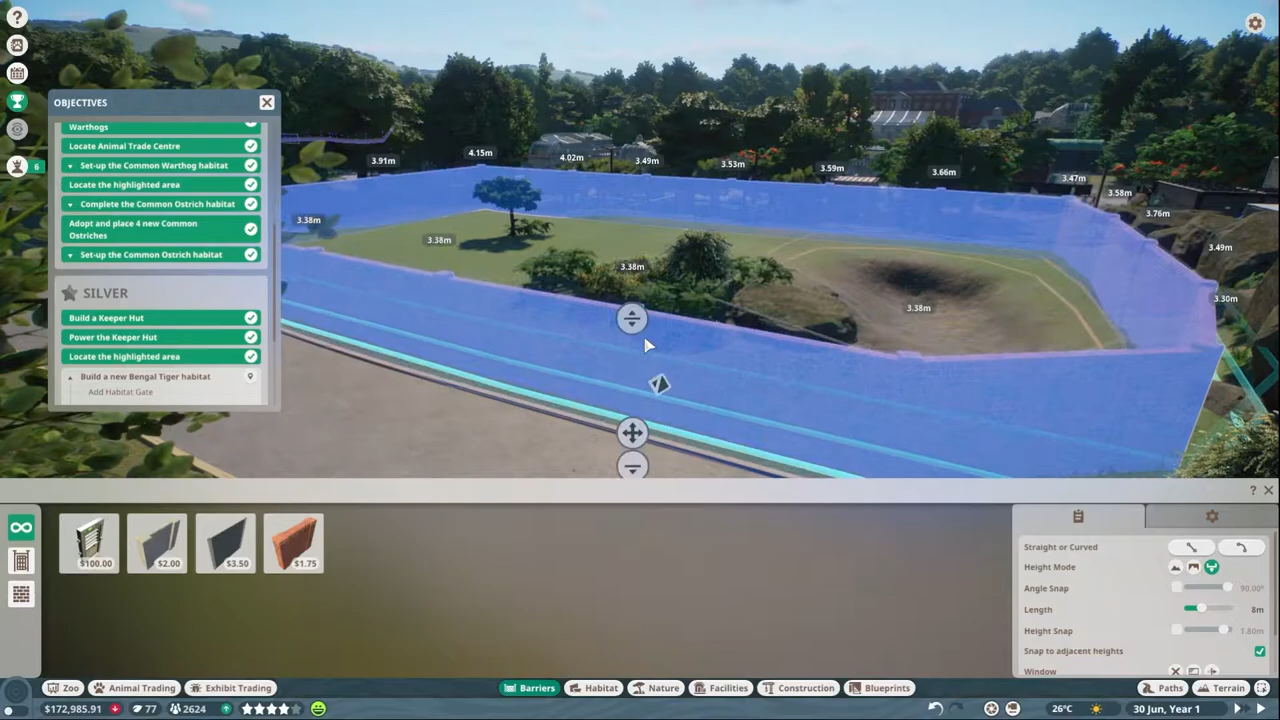 ?
OBJECTIVES
Warthogs
Locate Animal Trade Centre
Set-up the Common Warthog habitat
Locate the highlighted area
Complete the Common Ostrich habitat
Adopt and place 4 new Common
Ostriches
Set-up the Common Ostrich habitat
SILVER
Build a Keeper Hut
Power the Keeper Hut
Locate the highlighted area
Build a new Bengal Tiger habitat
Add Habitat Gate
6
3.91m
4.15m
4.02m
3.49m
3.53m
3.59m
3.66m
3.47m
3.58m
3.76m
3.49m
3.30m
3.38m
3.38m
3.38m
3.38m
?
$100.00
$2.00
$3.50
$1.75
Straight or Curved
Height Mode
Angle Snap 90.00°
Length 8m
Height Snap 1.80m
Snap to adjacent heights
Window
Zoo
Animal Trading
Exhibit Trading
Barriers
Habitat
Nature
Facilities
Construction
Blueprints
Paths
Terrain
$172,985.91
77
2624
26°C
30 Jun, Year 1